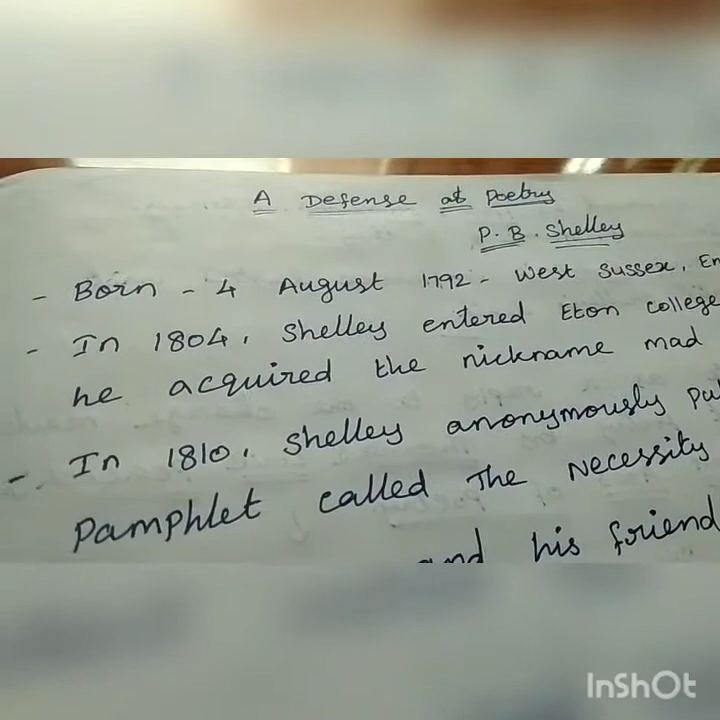 A Defense at Poetry
P. B. Shelley
- Born - 4 August 1792 - West Sussex, En
- In 1804, Shelley entered Eton college
he acquired the nickname mad
- In 1810, Shelley anonymously pu
Pamphlet called The Necessity
and his friend
InShOt